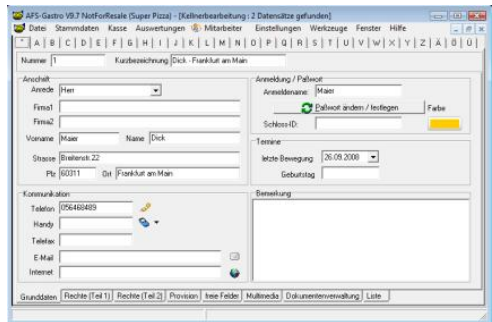 AFS-Gastro V9.7 NotForResale (Super Pizza) - [Kellnerbearbeitung : 2 Datensätze gefunden]
Datei Stammdaten Kasse Auswertungen Mitarbeiter Einstellungen Werkzeuge Fenster Hilfe
* A B C D E F G H I J K L M N O P Q R S T U V W X Y Z Ä Ö Ü
Nummer 1 Kurzbezeichnung Dick - Frankfurt am Main
Anschrift
Anrede Herr
Firma1
Firma2
Vorname Maier Name Dick
Strasse Breitenstr.22
Plz 60311 Ort Frankfurt am Main
Kommunikation
Telefon 056468489
Handy
Telefax
E-Mail
Internet
Anmeldung / Paßwort
Anmeldename: Maier
Paßwort ändern / festlegen Farbe
Schloss-ID:
Termine
letzte Bewegung 26.09.2008
Geburtstag
Bemerkung
Grunddaten Rechte (Teil 1) Rechte (Teil 2) Provision freie Felder Multimedia Dokumentenverwaltung Liste